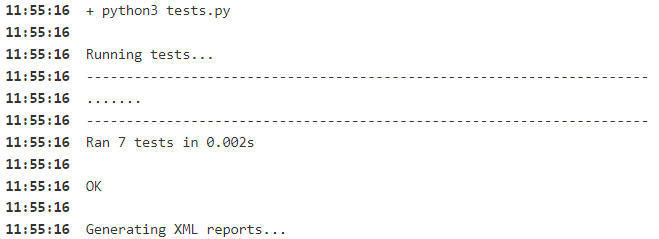 11:55:16 + python3 tests.py
11:55:16
11:55:16 Running tests...
11:55:16 ----------------------------------------------------------------------
11:55:16 .......
11:55:16 ----------------------------------------------------------------------
11:55:16 Ran 7 tests in 0.002s
11:55:16
11:55:16 OK
11:55:16
11:55:16 Generating XML reports...